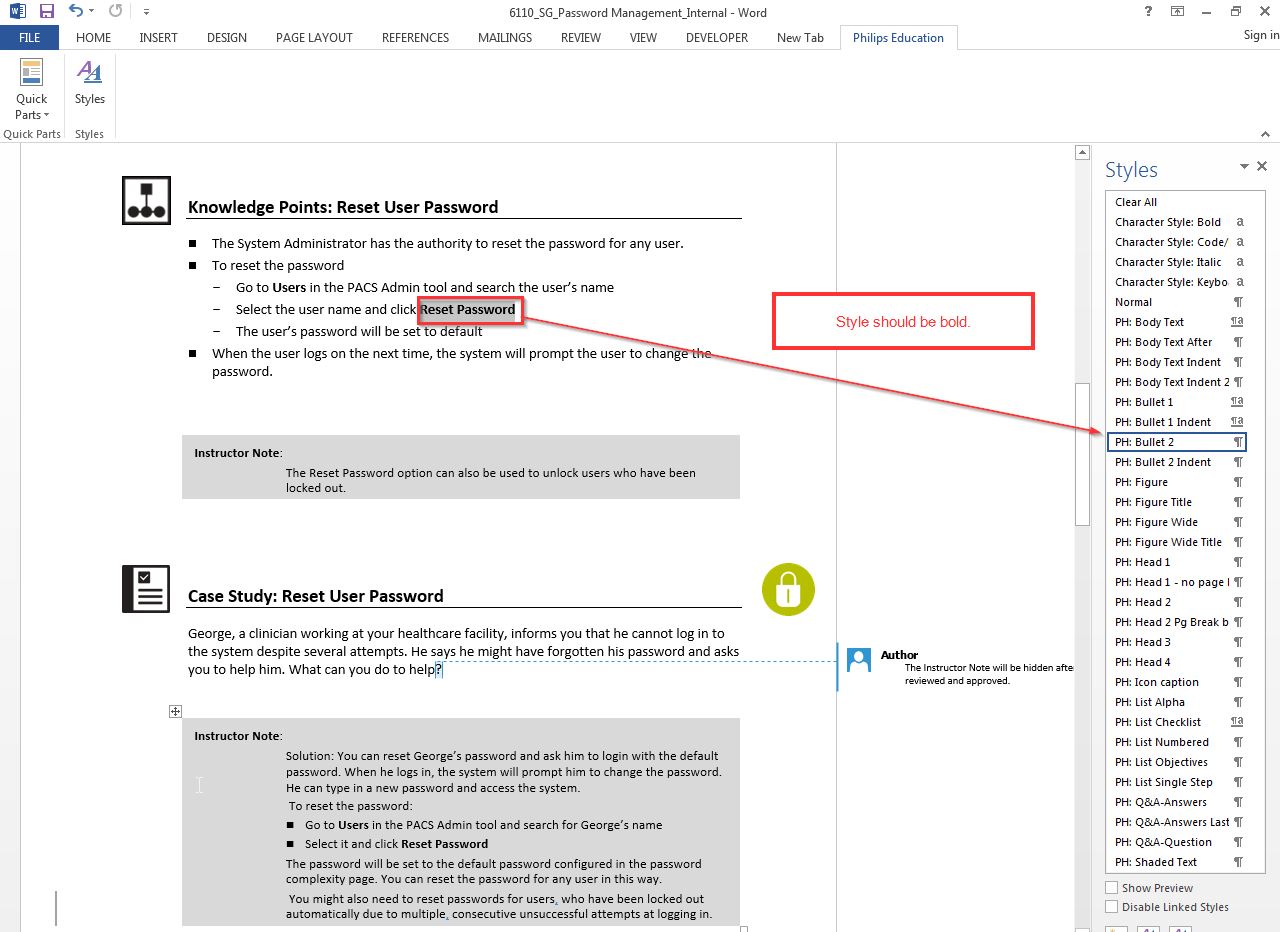 6110_SG_Password Management_Internal - Word
?
FILE HOME INSERT DESIGN PAGE LAYOUT REFERENCES MAILINGS REVIEW VIEW DEVELOPER New Tab Philips Education Sign in
Quick Parts
Styles
Quick Parts
Styles
Knowledge Points: Reset User Password
■ The System Administrator has the authority to reset the password for any user.
■ To reset the password
– Go to Users in the PACS Admin tool and search the user's name
– Select the user name and click Reset Password
– The user's password will be set to default
■ When the user logs on the next time, the system will prompt the user to change the
password.
Style should be bold.
Instructor Note:
The Reset Password option can also be used to unlock users who have been
locked out.
Case Study: Reset User Password
George, a clinician working at your healthcare facility, informs you that he cannot log in to
the system despite several attempts. He says he might have forgotten his password and asks
you to help him. What can you do to help?
Author
The Instructor Note will be hidden after
reviewed and approved.
Instructor Note:
Solution: You can reset George's password and ask him to login with the default
password. When he logs in, the system will prompt him to change the password.
He can type in a new password and access the system.
To reset the password:
■ Go to Users in the PACS Admin tool and search for George's name
■ Select it and click Reset Password
The password will be set to the default password configured in the password
complexity page. You can reset the password for any user in this way.
You might also need to reset passwords for users, who have been locked out
automatically due to multiple, consecutive unsuccessful attempts at logging in.
Styles
Clear All
Character Style: Bold a
Character Style: Code/ a
Character Style: Italic a
Character Style: Keybo a
Normal ¶
PH: Body Text ¶a
PH: Body Text After ¶
PH: Body Text Indent ¶
PH: Body Text Indent 2 ¶
PH: Bullet 1 ¶a
PH: Bullet 1 Indent ¶a
PH: Bullet 2 ¶
PH: Bullet 2 Indent ¶
PH: Figure ¶
PH: Figure Title ¶
PH: Figure Wide ¶
PH: Figure Wide Title ¶
PH: Head 1 ¶
PH: Head 1 - no page ¶
PH: Head 2 ¶
PH: Head 2 Pg Break b ¶
PH: Head 3 ¶
PH: Head 4 ¶
PH: Icon caption ¶
PH: List Alpha ¶
PH: List Checklist ¶a
PH: List Numbered ¶
PH: List Objectives ¶
PH: List Single Step ¶
PH: Q&A-Answers ¶
PH: Q&A-Answers Last ¶
PH: Q&A-Question ¶
PH: Shaded Text ¶
Show Preview
Disable Linked Styles